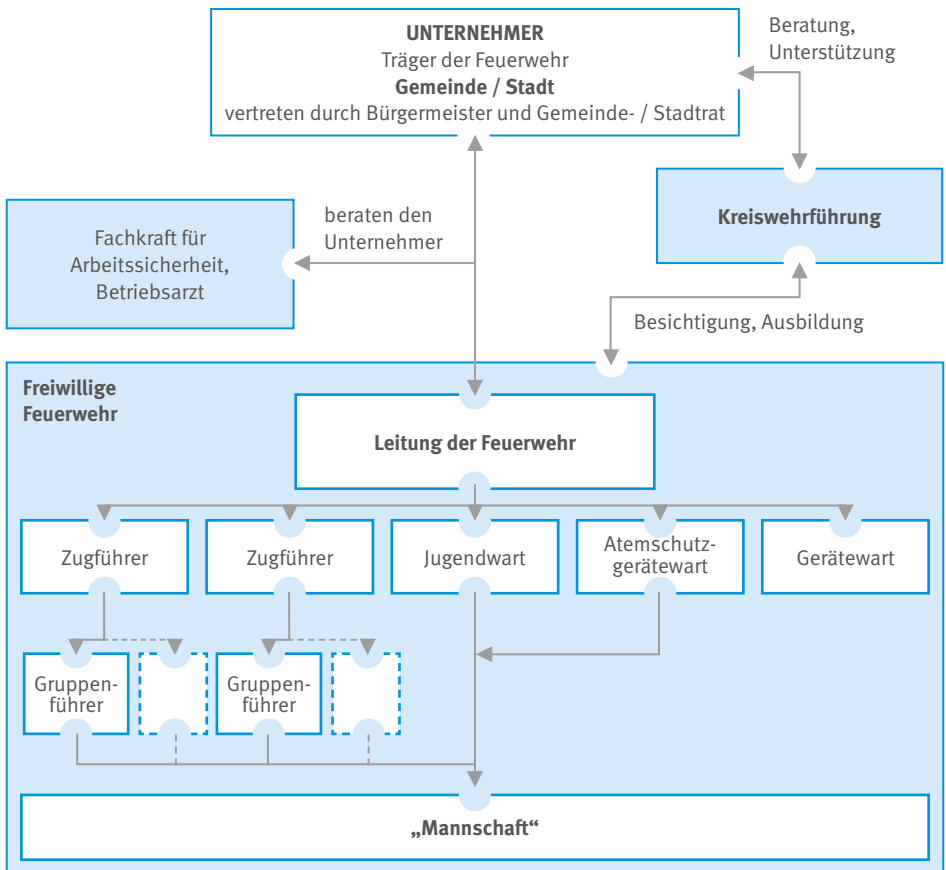 UNTERNEHMER
Träger der Feuerwehr
Gemeinde / Stadt
vertreten durch Bürgermeister und Gemeinde- / Stadtrat
Beratung,
Unterstützung
Kreiswehrführung
Fachkraft für
Arbeitssicherheit,
Betriebsarzt
beraten den
Unternehmer
Besichtigung, Ausbildung
Freiwillige
Feuerwehr
Leitung der Feuerwehr
Zugführer
Zugführer
Jugendwart
Atemschutz-
gerätewart
Gerätewart
Gruppen-
führer
Gruppen-
führer
„Mannschaft“